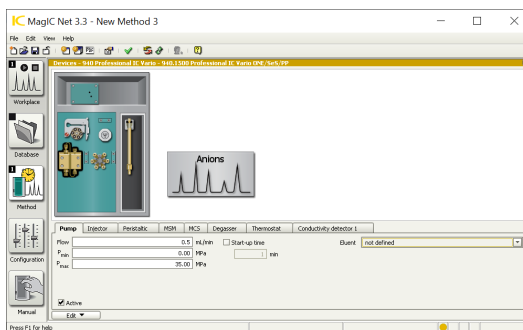 MagIC Net 3.3 - New Method 3
File Edit View Help
Devices - 940 Professional IC Vario - 940.1500 Professional IC Vario ONE/SeS/PP
Workplace
Database
Method
Configuration
Manual
Anions
Pump Injector Peristaltic MSM MCS Degasser Thermostat Conductivity detector 1
Flow 0.5 mL/min Start-up time Eluent not defined
Pmin 0.00 MPa 1 min
Pmax 35.00 MPa
Active
Edit
Press F1 for help